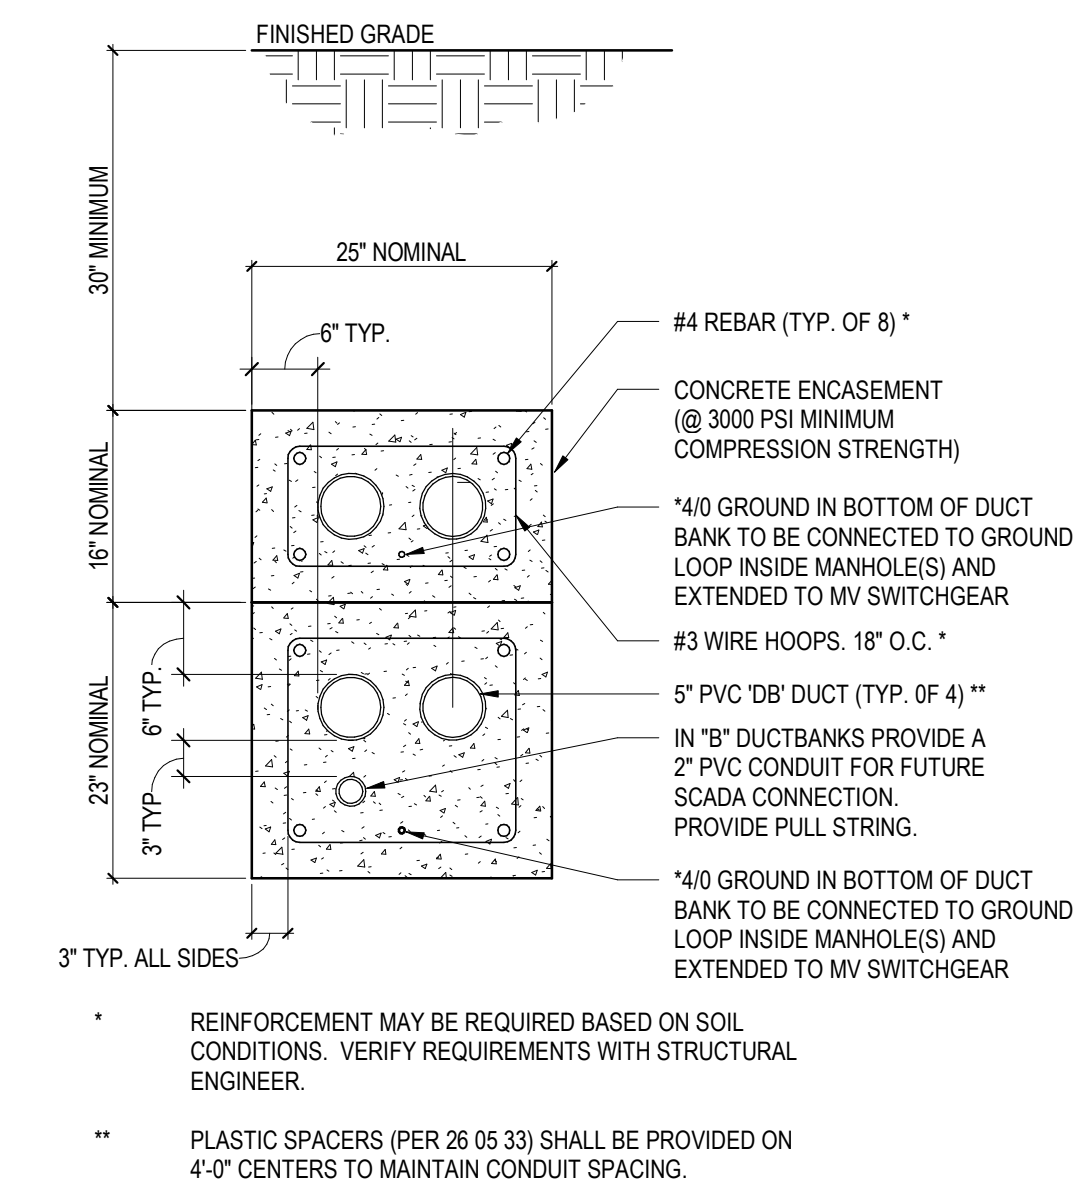 FINISHED GRADE
30" MINIMUM
25" NOMINAL
6" TYP.
#4 REBAR (TYP. OF 8) *
CONCRETE ENCASEMENT
(@ 3000 PSI MINIMUM
COMPRESSION STRENGTH)
16" NOMINAL
*4/0 GROUND IN BOTTOM OF DUCT
BANK TO BE CONNECTED TO GROUND
LOOP INSIDE MANHOLE(S) AND
EXTENDED TO MV SWITCHGEAR
#3 WIRE HOOPS. 18" O.C. *
23" NOMINAL
6" TYP.
3" TYP
5" PVC 'DB' DUCT (TYP. 0F 4) **
IN "B" DUCTBANKS PROVIDE A
2" PVC CONDUIT FOR FUTURE
SCADA CONNECTION.
PROVIDE PULL STRING.
*4/0 GROUND IN BOTTOM OF DUCT
BANK TO BE CONNECTED TO GROUND
LOOP INSIDE MANHOLE(S) AND
EXTENDED TO MV SWITCHGEAR
3" TYP. ALL SIDES
* REINFORCEMENT MAY BE REQUIRED BASED ON SOIL
CONDITIONS. VERIFY REQUIREMENTS WITH STRUCTURAL
ENGINEER.
** PLASTIC SPACERS (PER 26 05 33) SHALL BE PROVIDED ON
4'-0" CENTERS TO MAINTAIN CONDUIT SPACING.